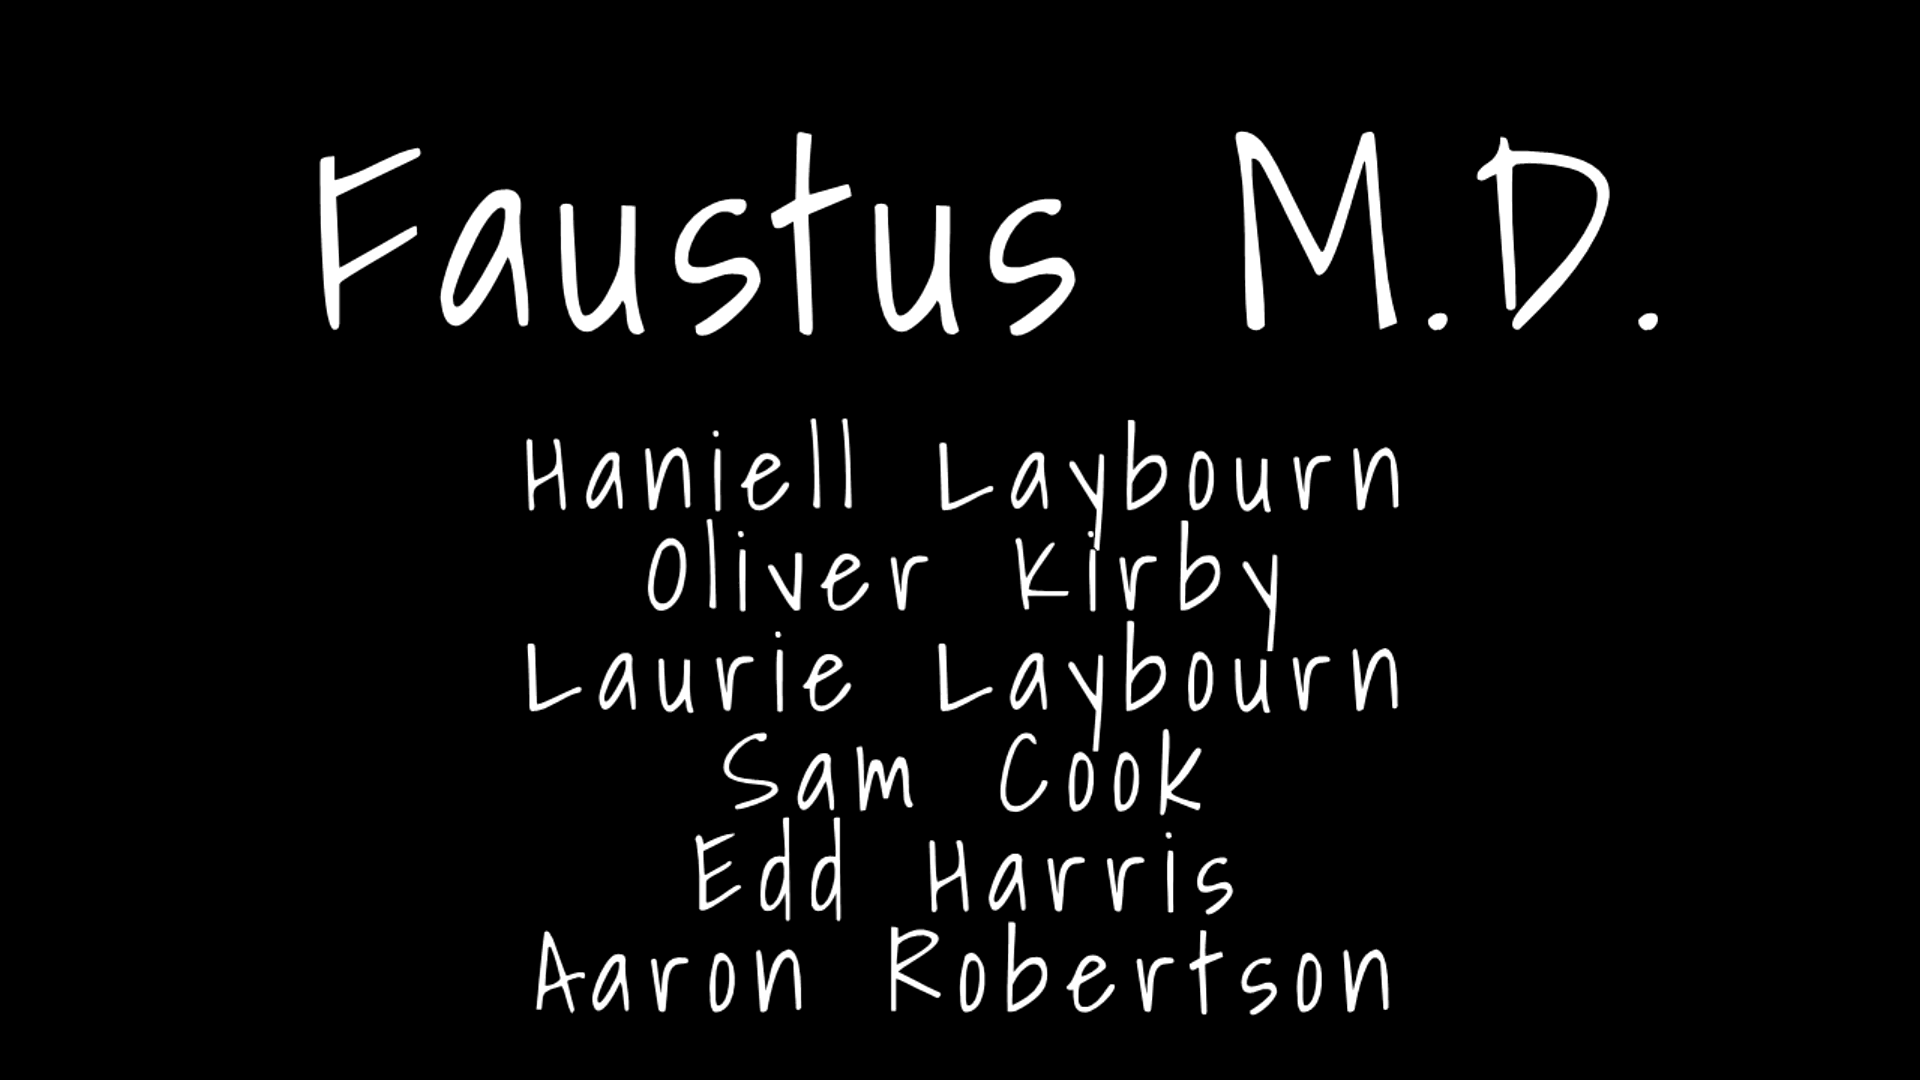 Faustus M.D.
Haniell Laybourn
Oliver Kirby
Laurie Laybourn
Sam Cook
Edd Harris
Aaron Robertson